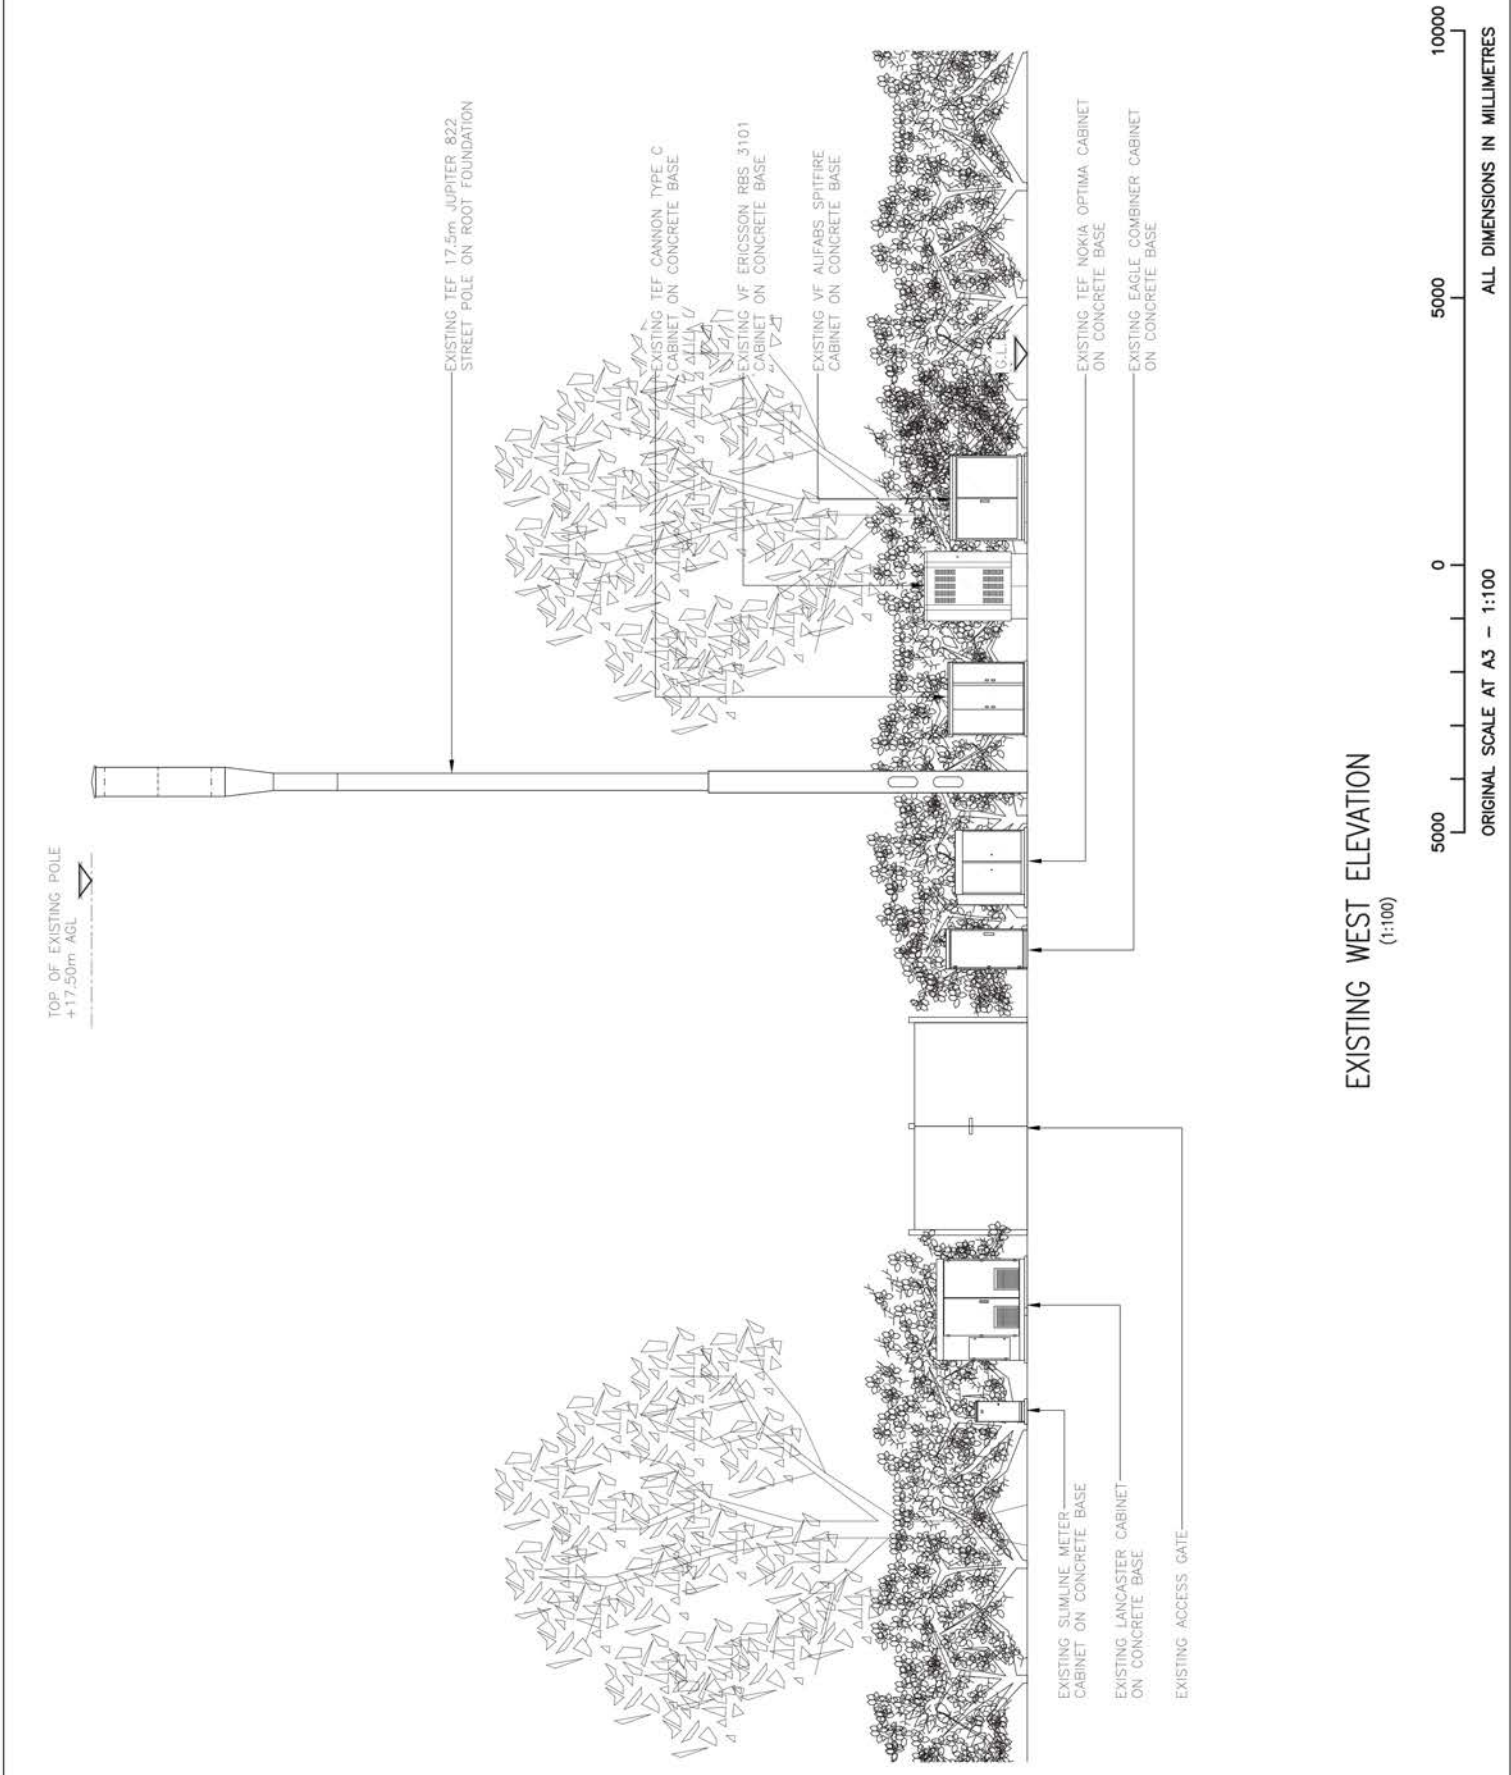 TOP OF EXISTING POLE
+17.50m AGL
EXISTING TEF 17.5m JUPITER 822
STREET POLE ON ROOT FOUNDATION
EXISTING TEF CANNON TYPE C
CABINET ON CONCRETE BASE
EXISTING VF ERICSSON RBS 3101
CABINET ON CONCRETE BASE
EXISTING VF ALIFABS SPITFIRE
CABINET ON CONCRETE BASE
G.L.
EXISTING SLIMLINE METER
CABINET ON CONCRETE BASE
EXISTING LANCASTER CABINET
ON CONCRETE BASE
EXISTING ACCESS GATE
EXISTING TEF NOKIA OPTIMA CABINET
ON CONCRETE BASE
EXISTING EAGLE COMBINER CABINET
ON CONCRETE BASE
EXISTING WEST ELEVATION
(1:100)
5000 0 5000 10000
ORIGINAL SCALE AT A3 - 1:100 ALL DIMENSIONS IN MILLIMETRES